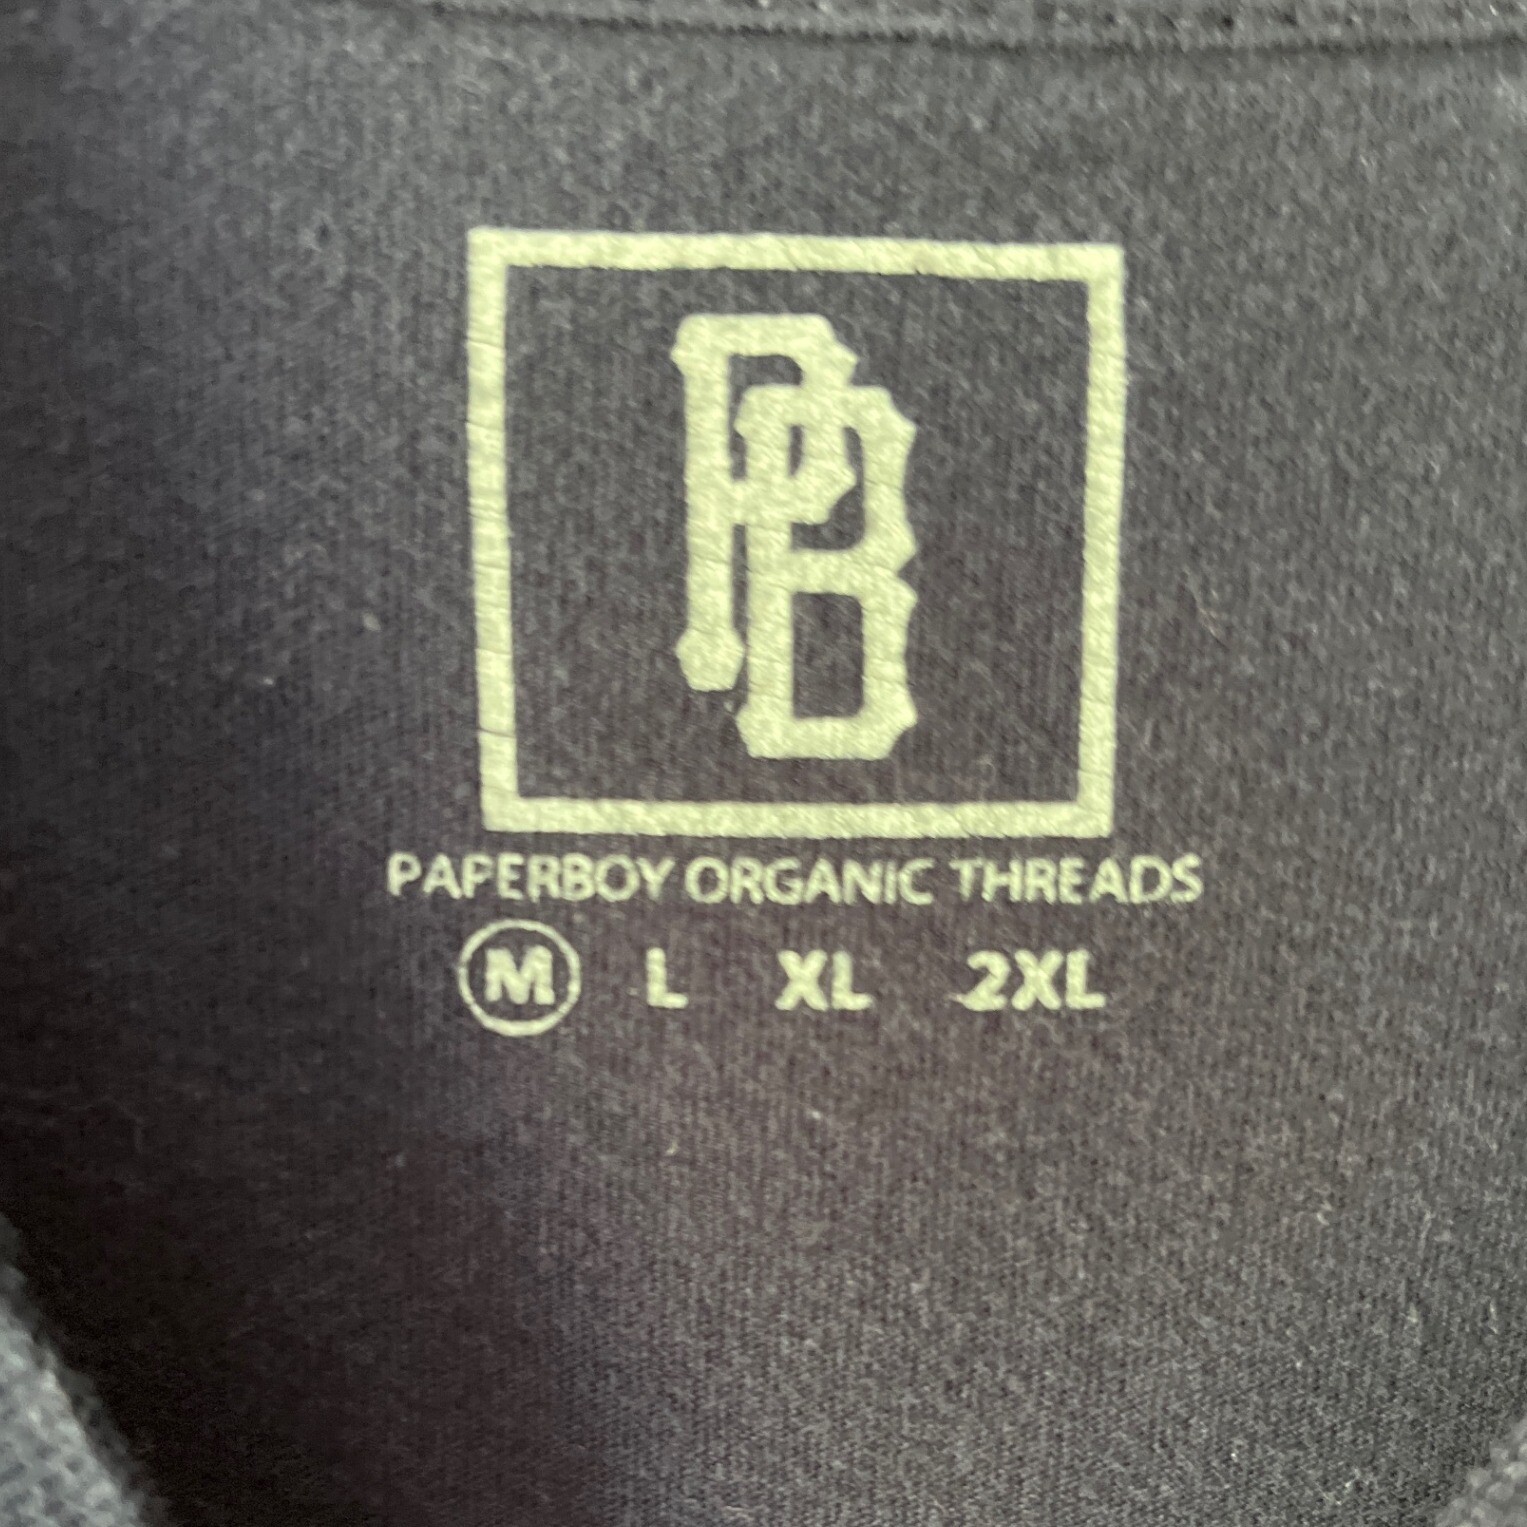 PB
PAPERBOY ORGANIC THREADS
M L XL 2XL